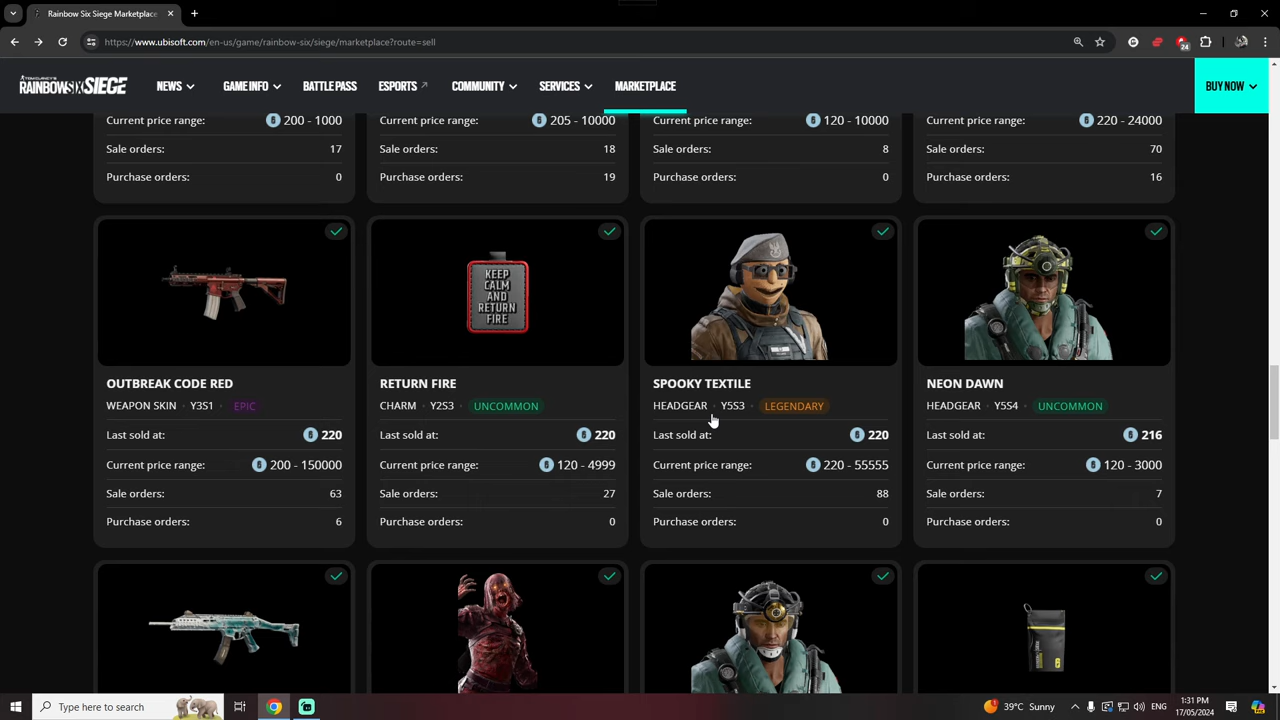 Rainbow Six Siege Marketplace
https://www.ubisoft.com/en-us/game/rainbow-six/siege/marketplace?route=sell
24
TOM CLANCY'S
RAINBOWSIXSIEGE
NEWS
GAME INFO
BATTLE PASS
ESPORTS
COMMUNITY
SERVICES
MARKETPLACE
BUY NOW
Current price range: 200 - 1000
Sale orders: 17
Purchase orders: 0
Current price range: 205 - 10000
Sale orders: 18
Purchase orders: 19
Current price range: 120 - 10000
Sale orders: 8
Purchase orders: 0
Current price range: 220 - 24000
Sale orders: 70
Purchase orders: 16
OUTBREAK CODE RED
WEAPON SKIN · Y3S1 · EPIC
Last sold at: 220
Current price range: 200 - 150000
Sale orders: 63
Purchase orders: 6
KEEP
CALM
AND
RETURN
FIRE
RETURN FIRE
CHARM · Y2S3 · UNCOMMON
Last sold at: 220
Current price range: 120 - 4999
Sale orders: 27
Purchase orders: 0
SPOOKY TEXTILE
HEADGEAR · Y5S3 · LEGENDARY
Last sold at: 220
Current price range: 220 - 55555
Sale orders: 88
Purchase orders: 0
NEON DAWN
HEADGEAR · Y5S4 · UNCOMMON
Last sold at: 216
Current price range: 120 - 3000
Sale orders: 7
Purchase orders: 0
Type here to search
39°C Sunny
ENG
1:31 PM
17/05/2024